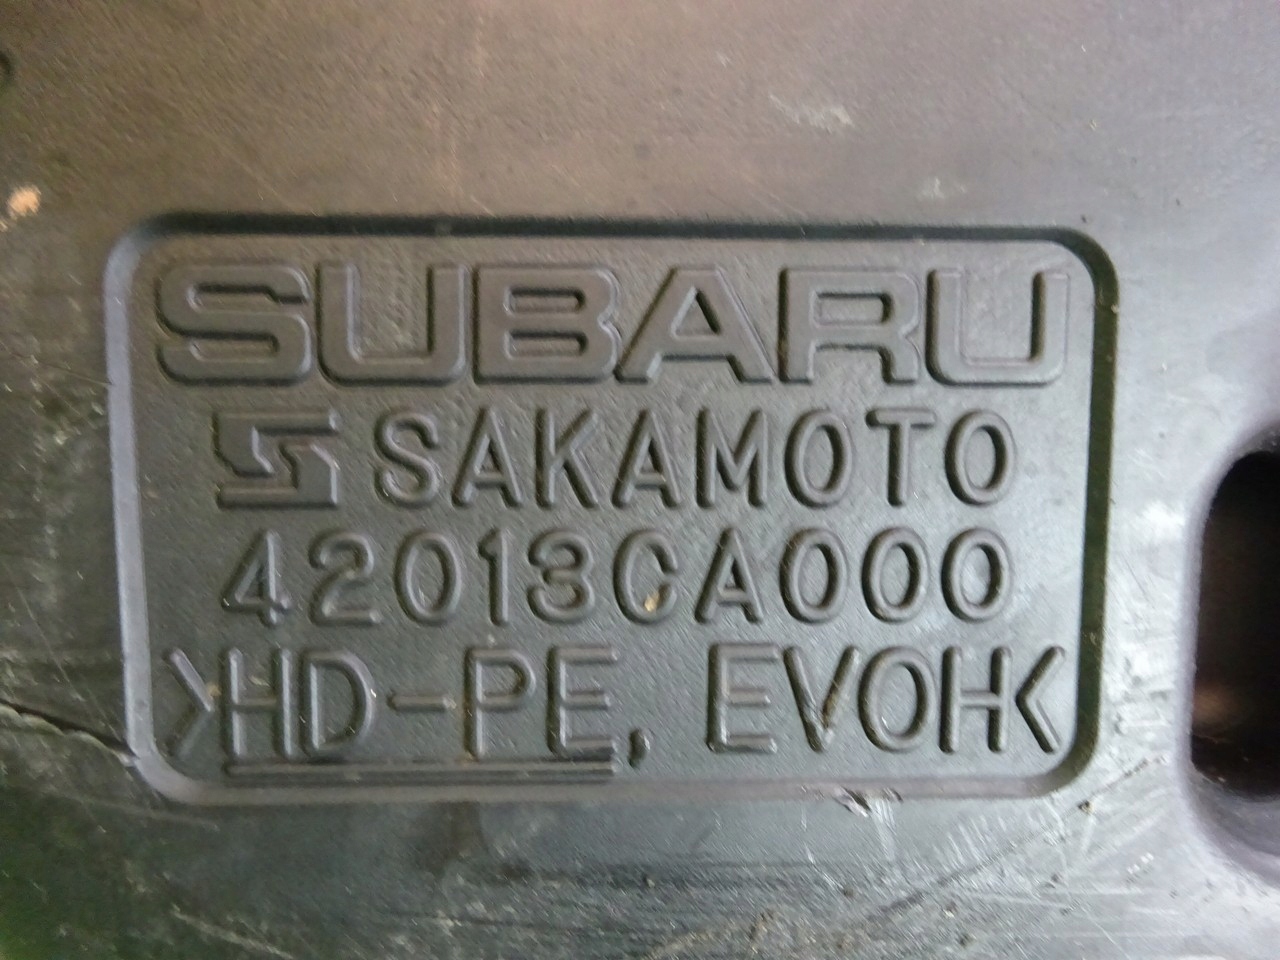 SUBARU
SAKAMOTO
42013CA000
>HD-PE, EVOH<